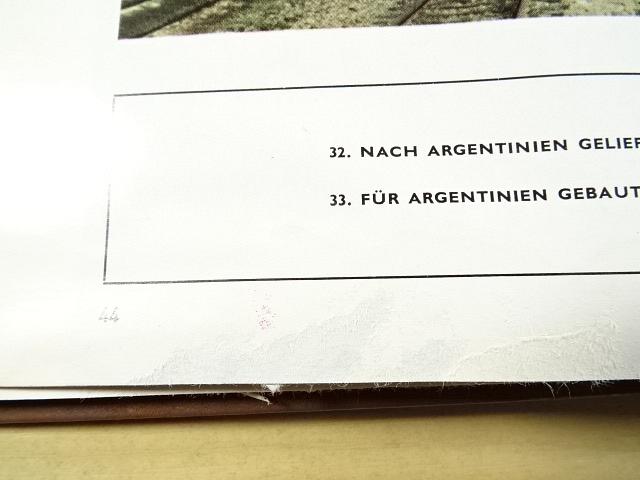 32. NACH ARGENTINIEN GELIEF
33. FÜR ARGENTINIEN GEBAUT
44